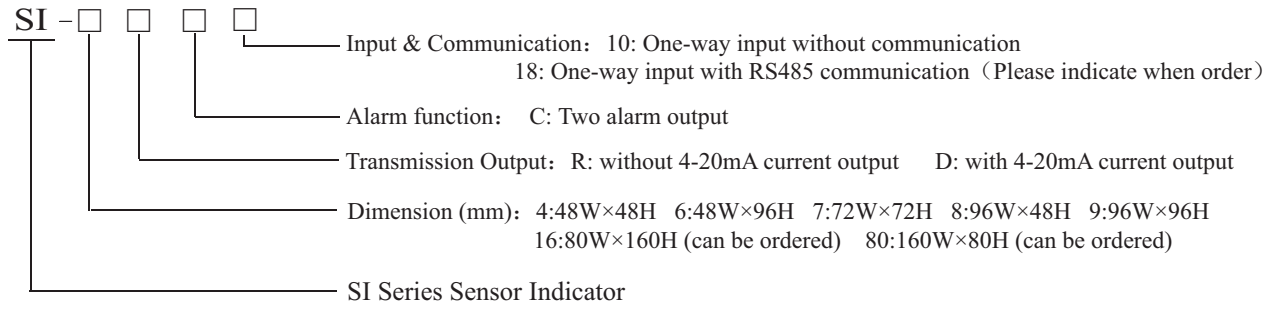 SI -□ □ □ □
Input & Communication：10: One-way input without communication
18: One-way input with RS485 communication（Please indicate when order）
Alarm function： C: Two alarm output
Transmission Output：R: without 4-20mA current output D: with 4-20mA current output
Dimension (mm)：4:48W×48H 6:48W×96H 7:72W×72H 8:96W×48H 9:96W×96H
16:80W×160H (can be ordered) 80:160W×80H (can be ordered)
SI Series Sensor Indicator